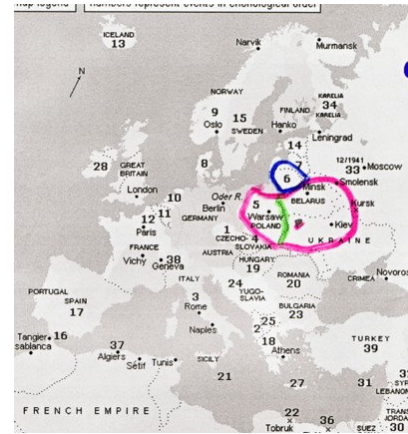 map legend
numbers represent events in chronological order
ICELAND
13
Narvik
Murmansk
N
NORWAY
9
Oslo
15
SWEDEN
FINLAND
Hanko
KARELIA
34
KARELIA
Leningrad
14
7
28
GREAT
BRITAIN
8
6
12/1941
33
Moscow
Smolensk
Minsk
BELARUS
Kursk
London
Oder R.
Berlin
GERMANY
5
Warsaw
POLAND
Kiev
UKRAINE
10
11
12
Paris
1
CZECHO-
4
SLOVAKIA
AUSTRIA
HUNGARY
19
FRANCE
Vichy
38
Geneva
ITALY
24
YUGO-
SLAVIA
ROMANIA
20
CRIMEA
Novoros
PORTUGAL
SPAIN
17
3
Rome
Naples
BULGARIA
23
25
2
18
Athens
TURKEY
39
Tangier
16
sablanca
37
Algiers
Sétif
Tunis
SICILY
21
27
31
SYR
FRENCH EMPIRE
22
Tobruk
36
SUEZ
TRANS
JORDA
30